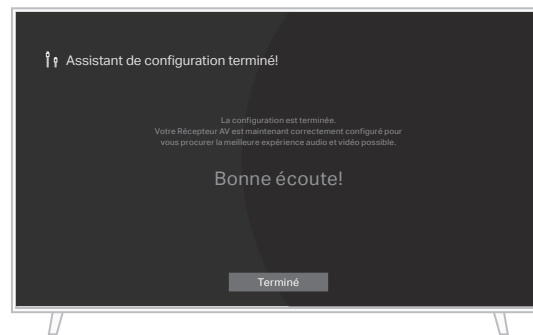 Assistant de configuration terminé!
La configuration est terminée.
Votre Récepteur AV est maintenant correctement configuré pour
vous procurer la meilleure expérience audio et vidéo possible.
Bonne écoute!
Terminé